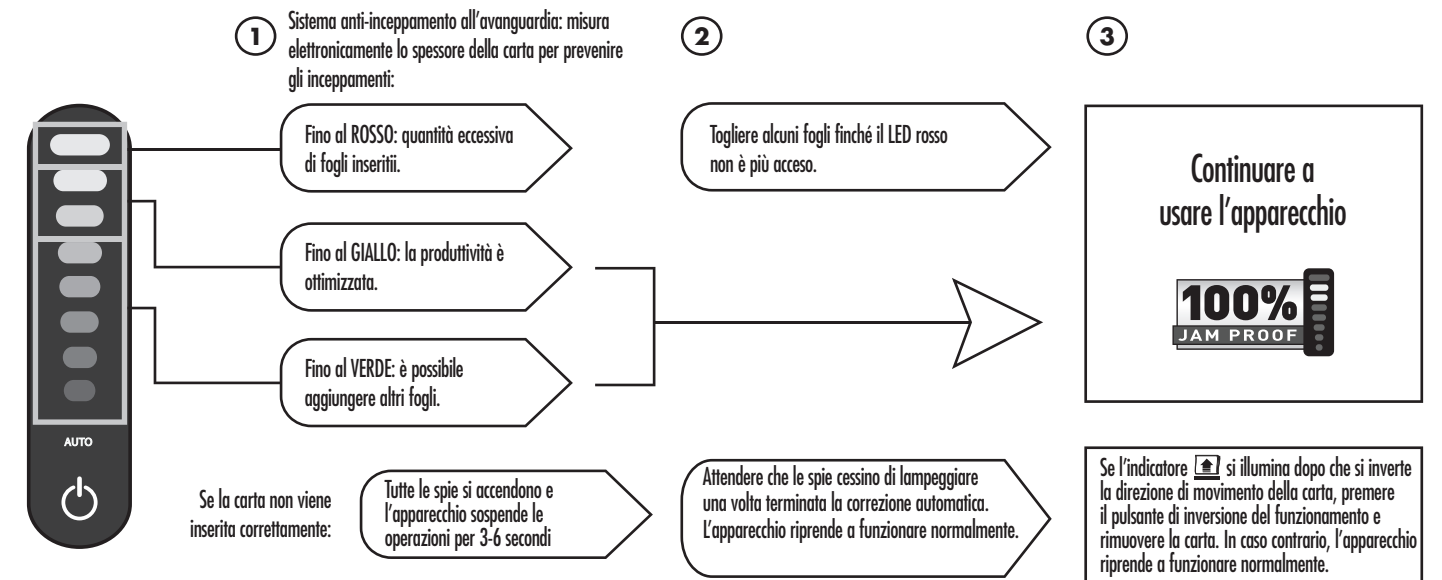 1
Sistema anti-inceppamento all'avanguardia: misura
elettronicamente lo spessore della carta per prevenire
gli inceppamenti:
2
3
Fino al ROSSO: quantità eccessiva
di fogli inseritii.
Togliere alcuni fogli finché il LED rosso
non è più acceso.
Continuare a
usare l'apparecchio
100%
JAM PROOF
Fino al GIALLO: la produttività è
ottimizzata.
Fino al VERDE: è possibile
aggiungere altri fogli.
AUTO
Se la carta non viene
inserita correttamente:
Tutte le spie si accendono e
l'apparecchio sospende le
operazioni per 3-6 secondi
Attendere che le spie cessino di lampeggiare
una volta terminata la correzione automatica.
L'apparecchio riprende a funzionare normalmente.
Se l'indicatore si illumina dopo che si inverte
la direzione di movimento della carta, premere
il pulsante di inversione del funzionamento e
rimuovere la carta. In caso contrario, l'apparecchio
riprende a funzionare normalmente.